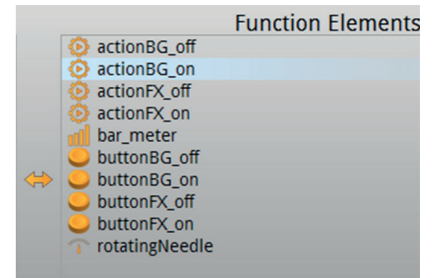 Function Elements
actionBG_off
actionBG_on
actionFX_off
actionFX_on
bar_meter
buttonBG_off
buttonBG_on
buttonFX_off
buttonFX_on
rotatingNeedle